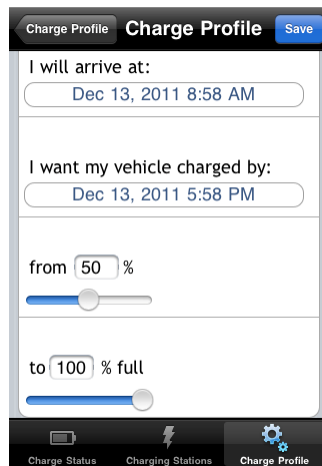 Charge Profile Charge Profile Save
I will arrive at:
Dec 13, 2011 8:58 AM
I want my vehicle charged by:
Dec 13, 2011 5:58 PM
from 50 %
to 100 % full
Charge Status Charging Stations Charge Profile